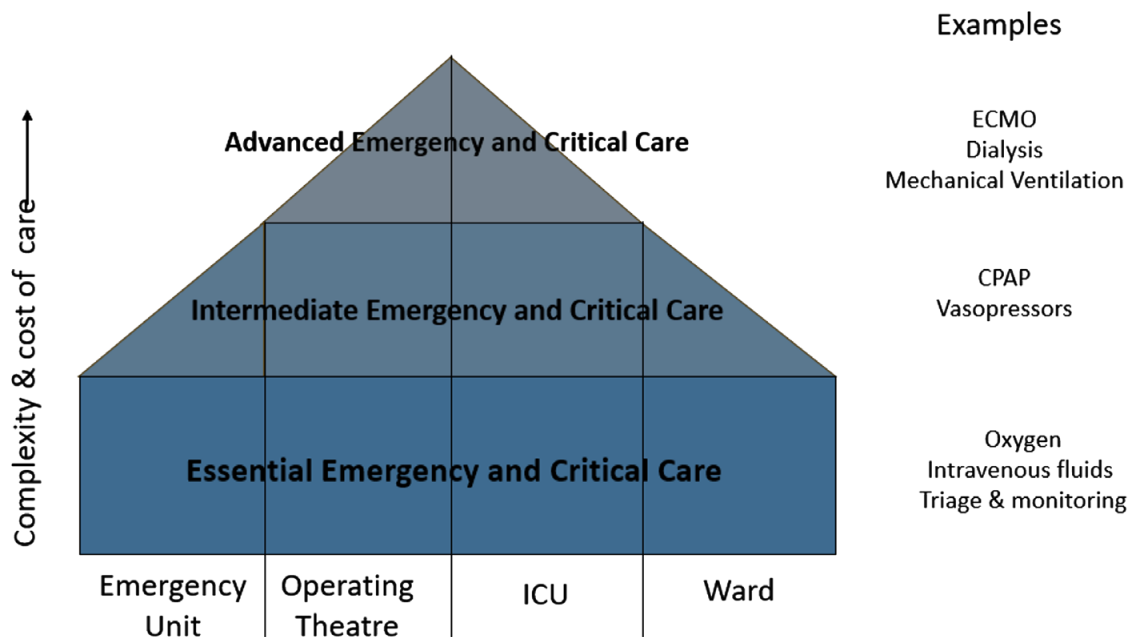 Examples
Advanced Emergency and Critical Care
ECMO
Dialysis
Mechanical Ventilation
Complexity & cost of care
Intermediate Emergency and Critical Care
CPAP
Vasopressors
Essential Emergency and Critical Care
Oxygen
Intravenous fluids
Triage & monitoring
Emergency
Unit
Operating
Theatre
ICU
Ward